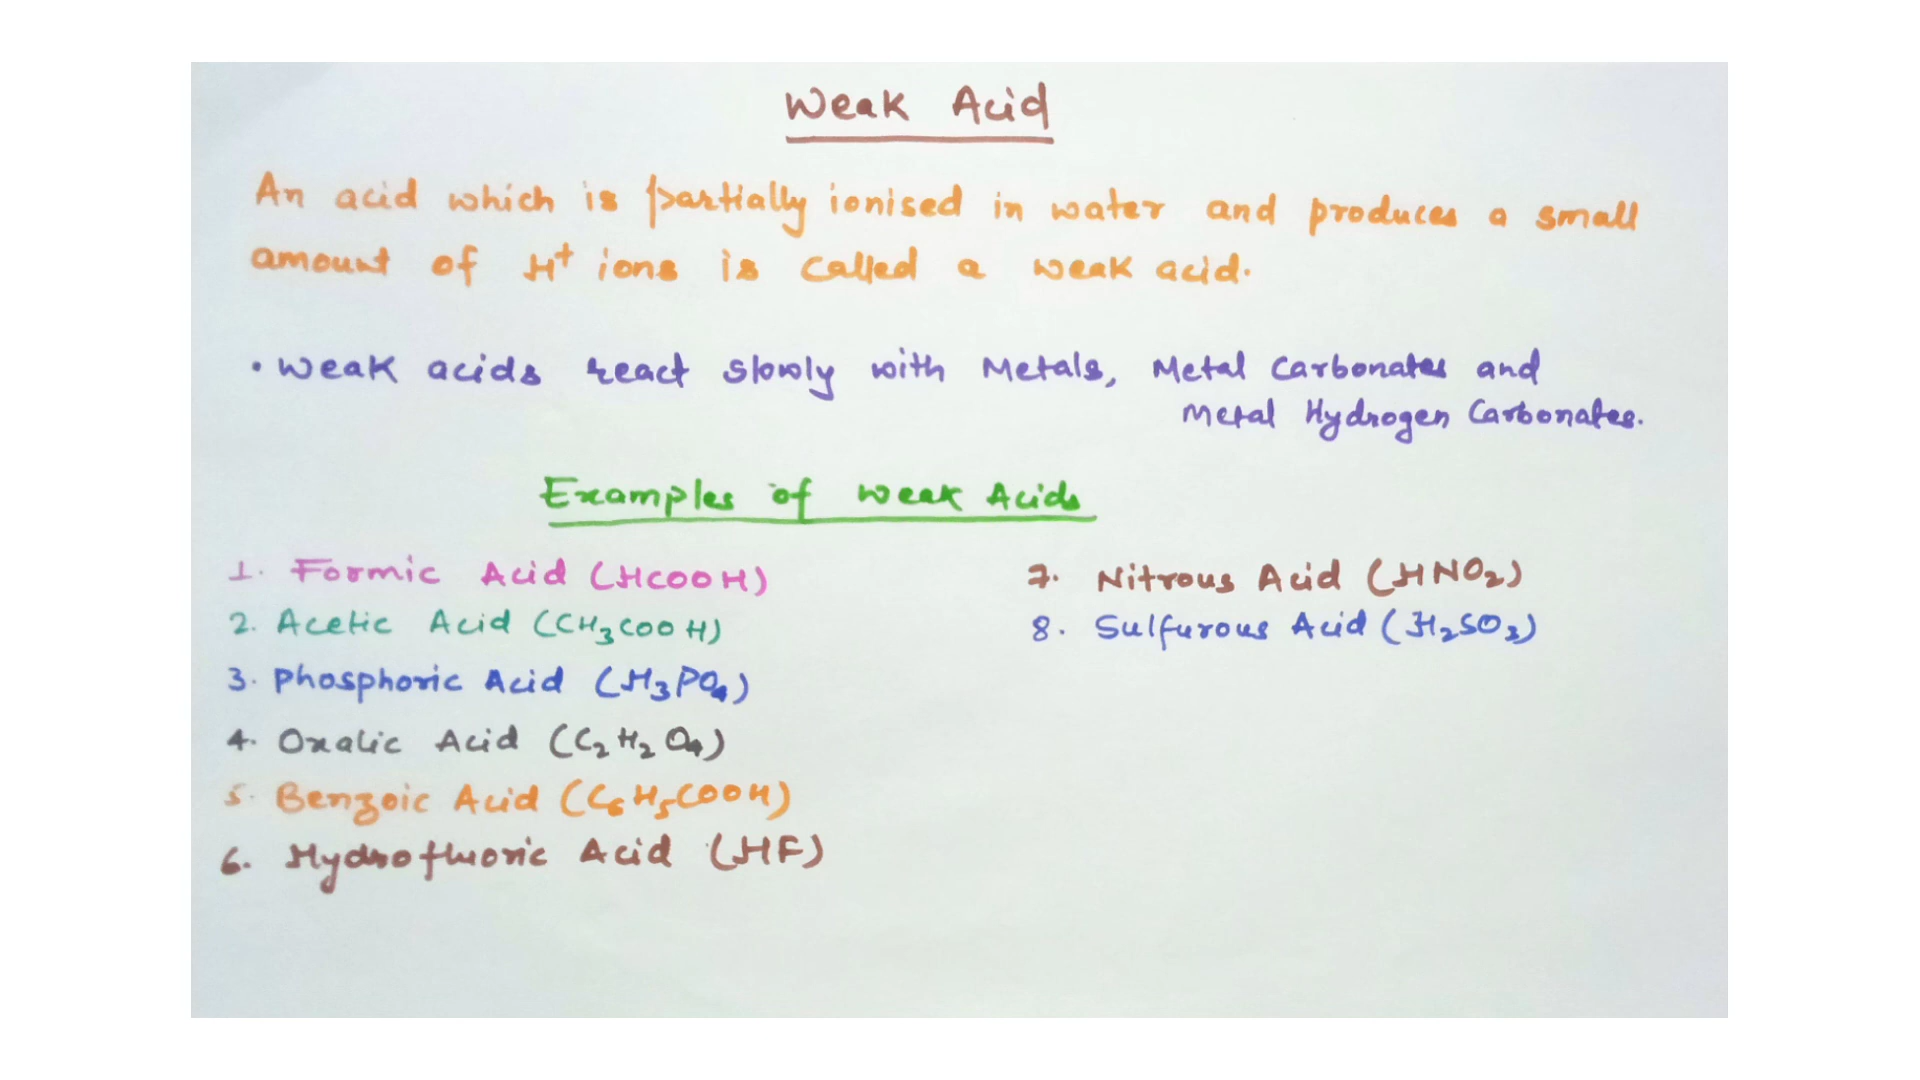 Weak Acid
An acid which is partially ionised in water and produces a small
amount of H⁺ ions is called a weak acid.
• Weak acids react slowly with Metals, Metal Carbonates and
Metal Hydrogen Carbonates.
Examples of Weak Acids
1. Formic Acid (HCOOH)
2. Acetic Acid (CH₃COOH)
3. Phosphoric Acid (H₃PO₄)
4. Oxalic Acid (C₂H₂O₄)
5. Benzoic Acid (C₆H₅COOH)
6. Hydrofluoric Acid (HF)
7. Nitrous Acid (HNO₂)
8. Sulfurous Acid (H₂SO₃)